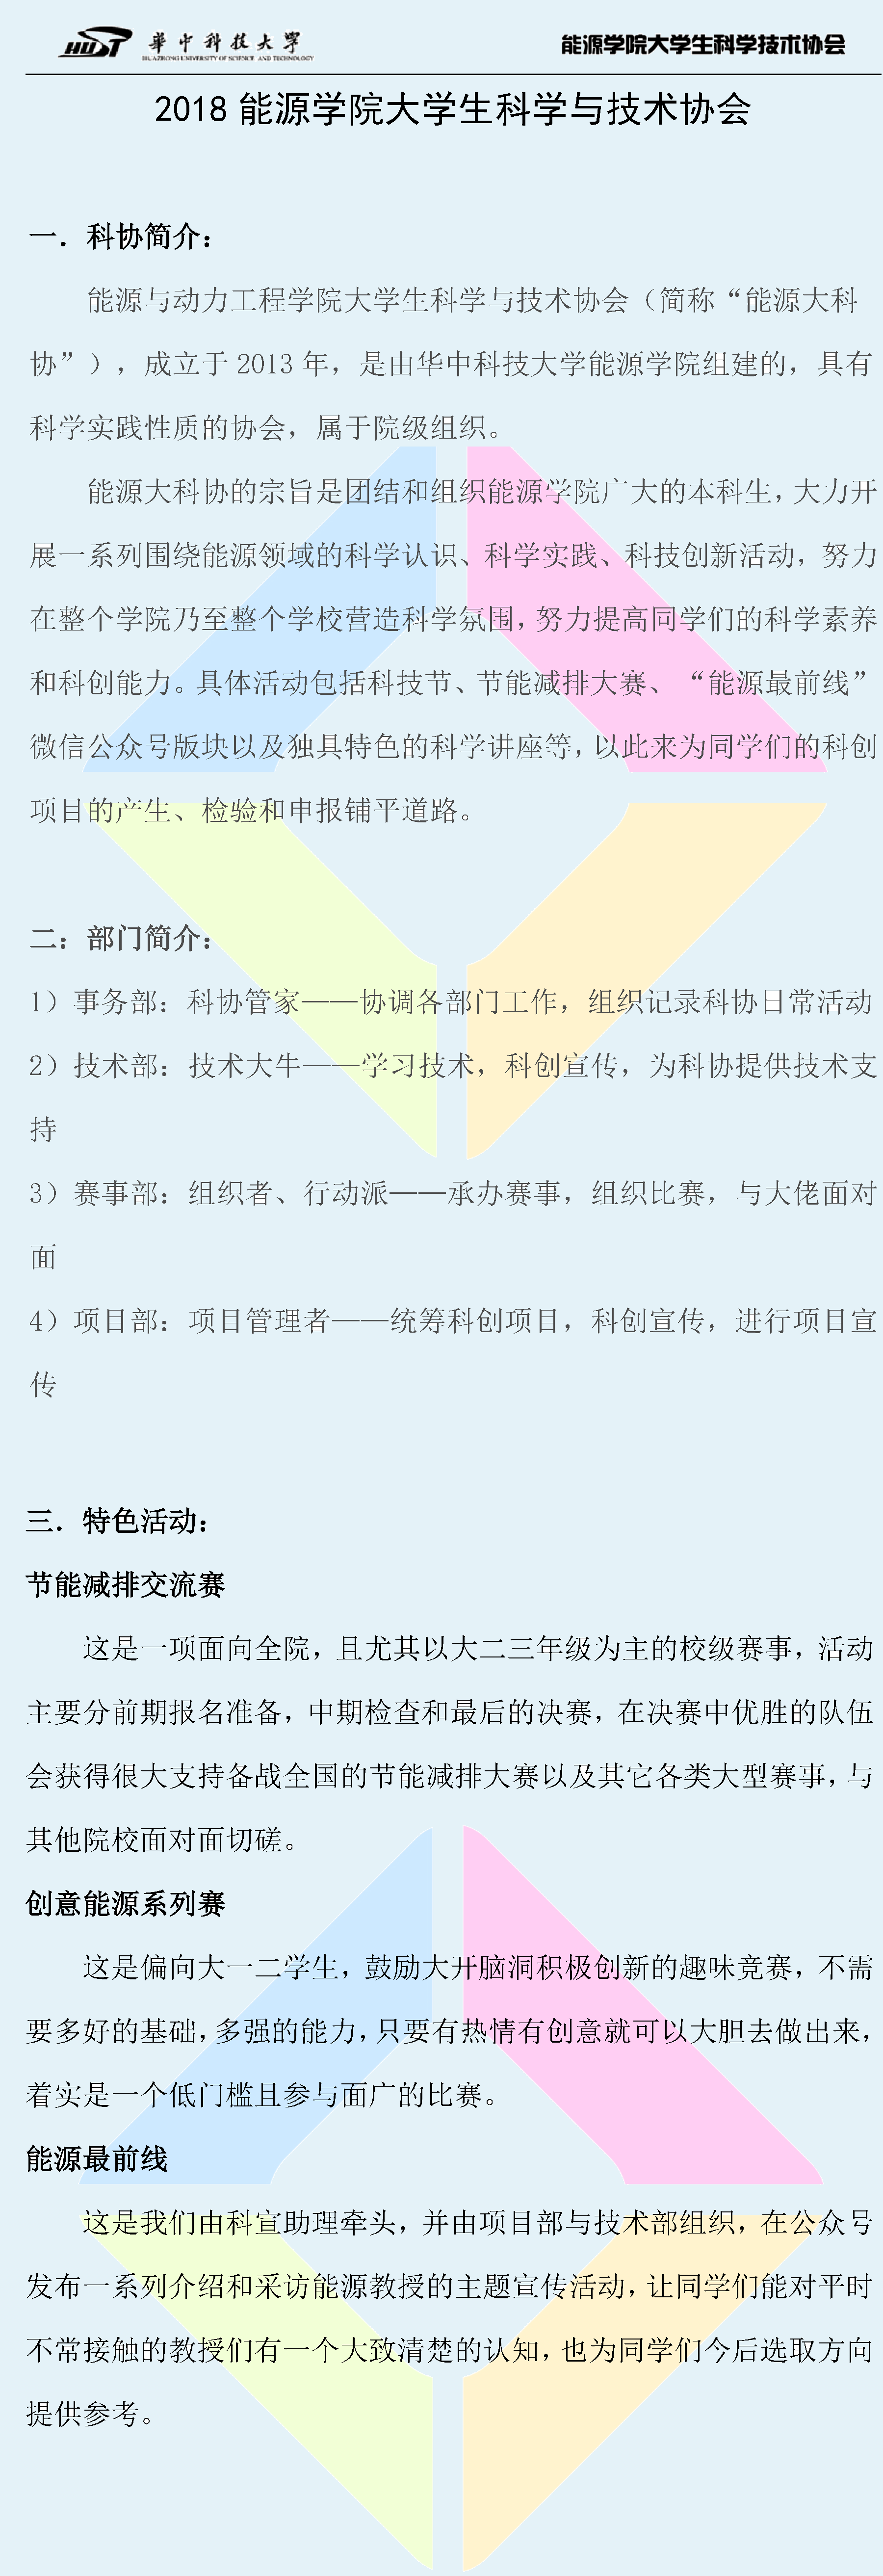 HUST 華中科技大學
HUAZHONG UNIVERSITY OF SCIENCE AND TECHNOLOGY
能源学院大学生科学技术协会
2018 能源学院大学生科学与技术协会
一．科协简介：
能源与动力工程学院大学生科学与技术协会（简称“能源大科
协”），成立于 2013 年，是由华中科技大学能源学院组建的，具有
科学实践性质的协会，属于院级组织。
能源大科协的宗旨是团结和组织能源学院广大的本科生，大力开
展一系列围绕能源领域的科学认识、科学实践、科技创新活动，努力
在整个学院乃至整个学校营造科学氛围，努力提高同学们的科学素养
和科创能力。具体活动包括科技节、节能减排大赛、“能源最前线”
微信公众号版块以及独具特色的科学讲座等，以此来为同学们的科创
项目的产生、检验和申报铺平道路。
二：部门简介：
1）事务部：科协管家——协调各部门工作，组织记录科协日常活动
2）技术部：技术大牛——学习技术，科创宣传，为科协提供技术支
持
3）赛事部：组织者、行动派——承办赛事，组织比赛，与大佬面对
面
4）项目部：项目管理者——统筹科创项目，科创宣传，进行项目宣
传
三．特色活动：
节能减排交流赛
这是一项面向全院，且尤其以大二三年级为主的校级赛事，活动
主要分前期报名准备，中期检查和最后的决赛，在决赛中优胜的队伍
会获得很大支持备战全国的节能减排大赛以及其它各类大型赛事，与
其他院校面对面切磋。
创意能源系列赛
这是偏向大一二学生，鼓励大开脑洞积极创新的趣味竞赛，不需
要多好的基础，多强的能力，只要有热情有创意就可以大胆去做出来，
着实是一个低门槛且参与面广的比赛。
能源最前线
这是我们由科宣助理牵头，并由项目部与技术部组织，在公众号
发布一系列介绍和采访能源教授的主题宣传活动，让同学们能对平时
不常接触的教授们有一个大致清楚的认知，也为同学们今后选取方向
提供参考。